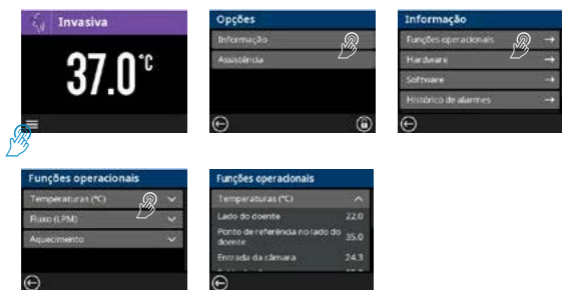 Invasiva
37.0°C
Opções
Informação
Assistência
Informação
Funções operacionais
Hardware
Software
Histórico de alarmes
Funções operacionais
Temperaturas (°C)
Fluxo (LPM)
Aquecimento
Funções operacionais
Temperaturas (°C)
Lado do doente 22.0
Ponto de referência no lado do
doente 35.0
Entrada da câmara 24.3